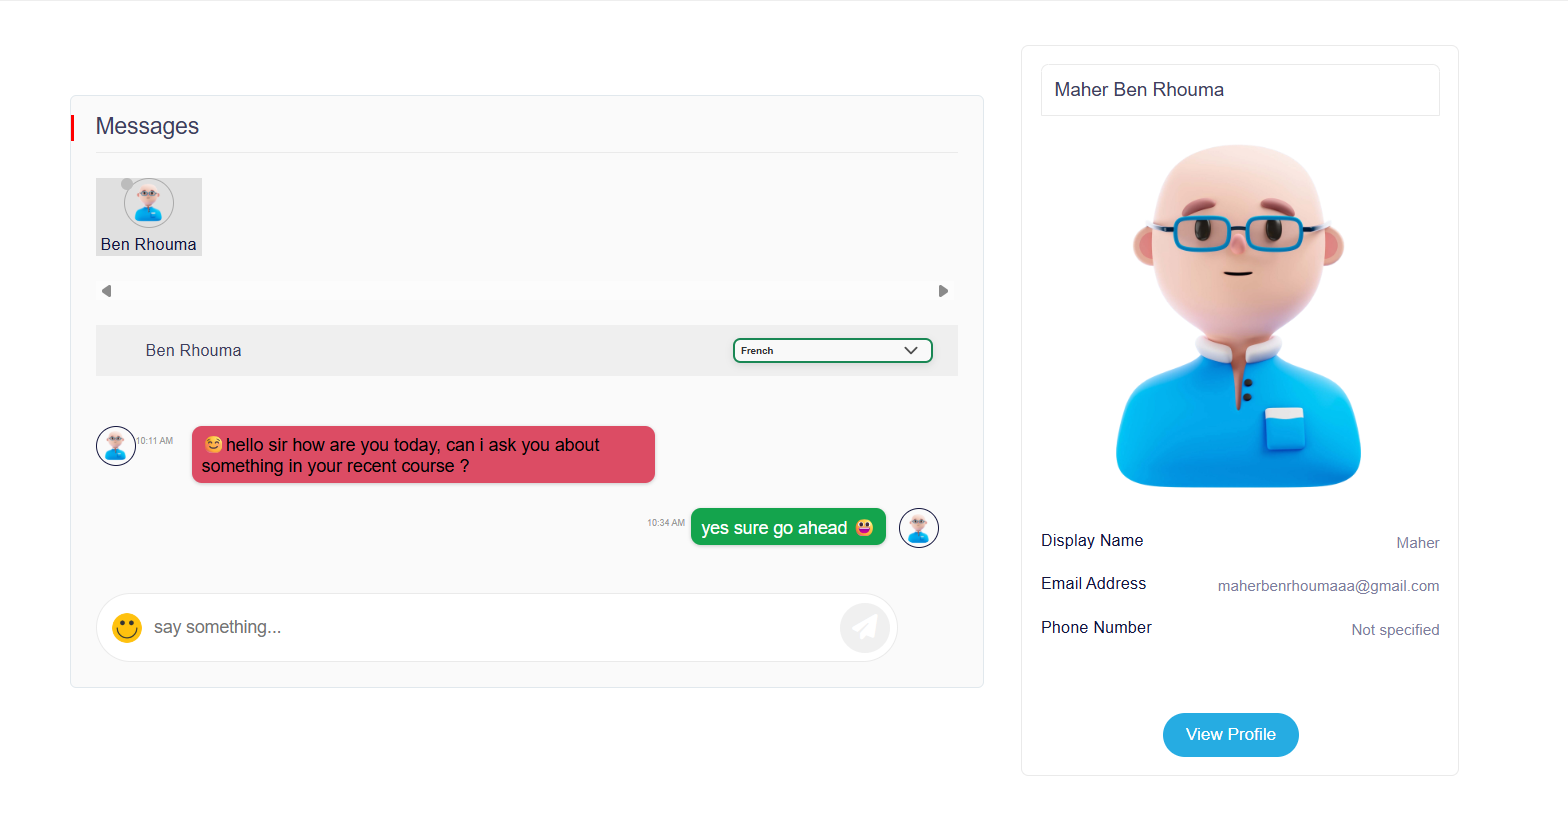 Messages
Ben Rhouma
Ben Rhouma
French
10:11 AM
😉hello sir how are you today, can i ask you about
something in your recent course ?
10:34 AM
yes sure go ahead 😃
say something...
Maher Ben Rhouma
Display Name
Maher
Email Address
maherbenrhoumaaa@gmail.com
Phone Number
Not specified
View Profile